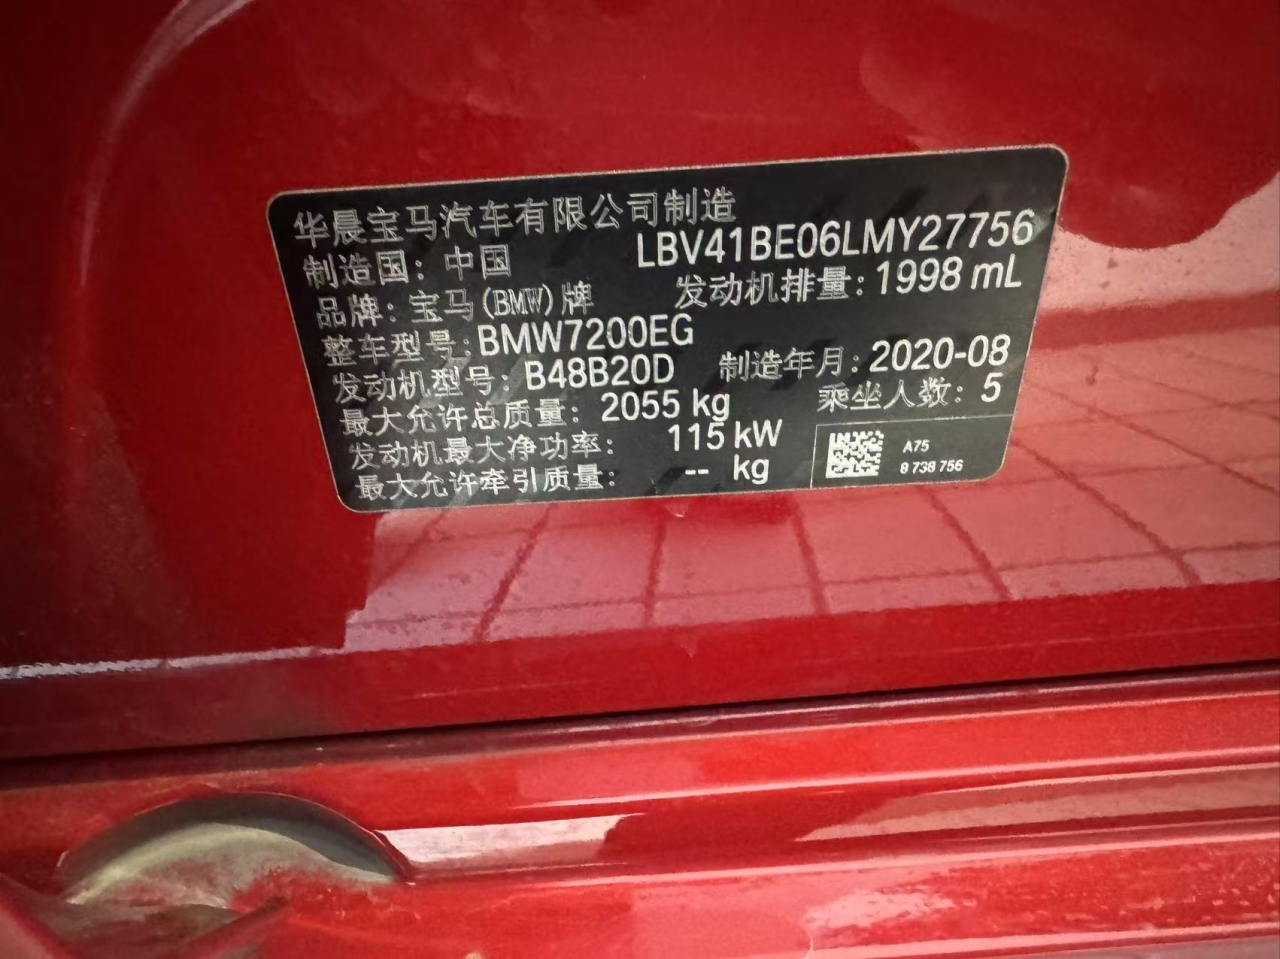 华晨宝马汽车有限公司制造
制造国：中国 LBV41BE06LMY27756
品牌：宝马(BMW)牌 发动机排量：1998 mL
整车型号：BMW7200EG
发动机型号：B48B20D 制造年月：2020-08
最大允许总质量：2055 kg 乘坐人数：5
发动机最大净功率： 115 kW
最大允许牵引质量： -- kg
A75
8 738 756